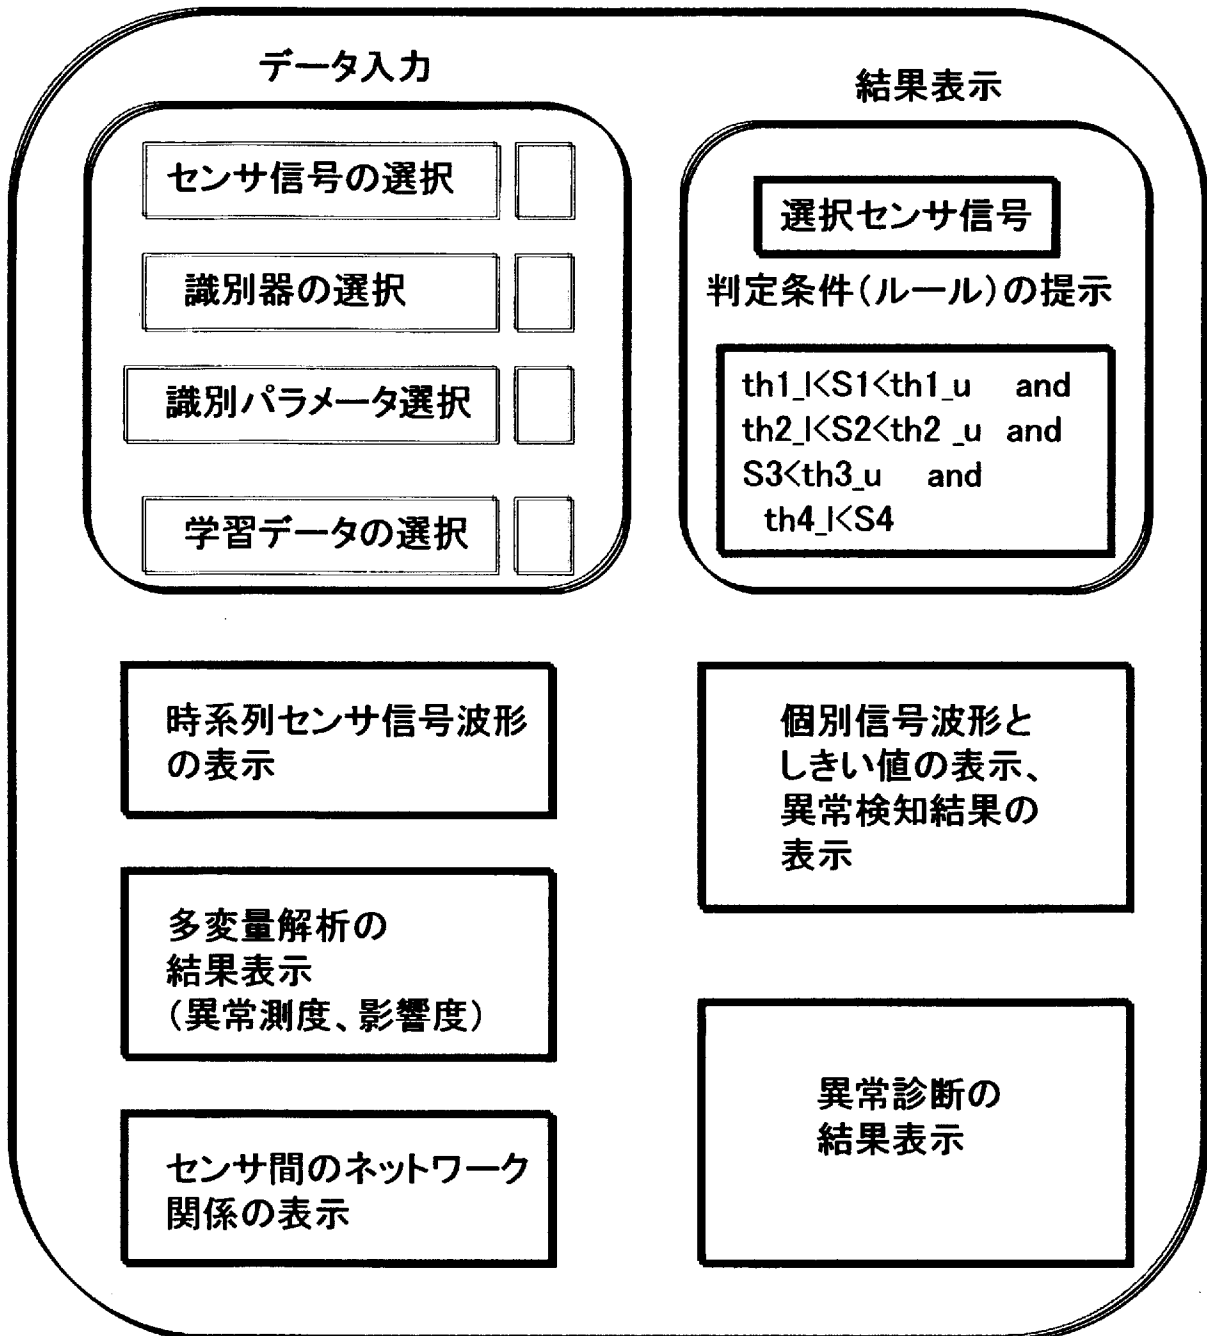 データ入力
センサ信号の選択
識別器の選択
識別パラメータ選択
学習データの選択
結果表示
選択センサ信号
判定条件(ルール)の提示
th1_l<S1<th1_u and
th2_l<S2<th2 _u and
S3<th3_u and
th4_l<S4
時系列センサ信号波形
の表示
多変量解析の
結果表示
(異常測度、影響度)
センサ間のネットワーク
関係の表示
個別信号波形と
しきい値の表示、
異常検知結果の
表示
異常診断の
結果表示